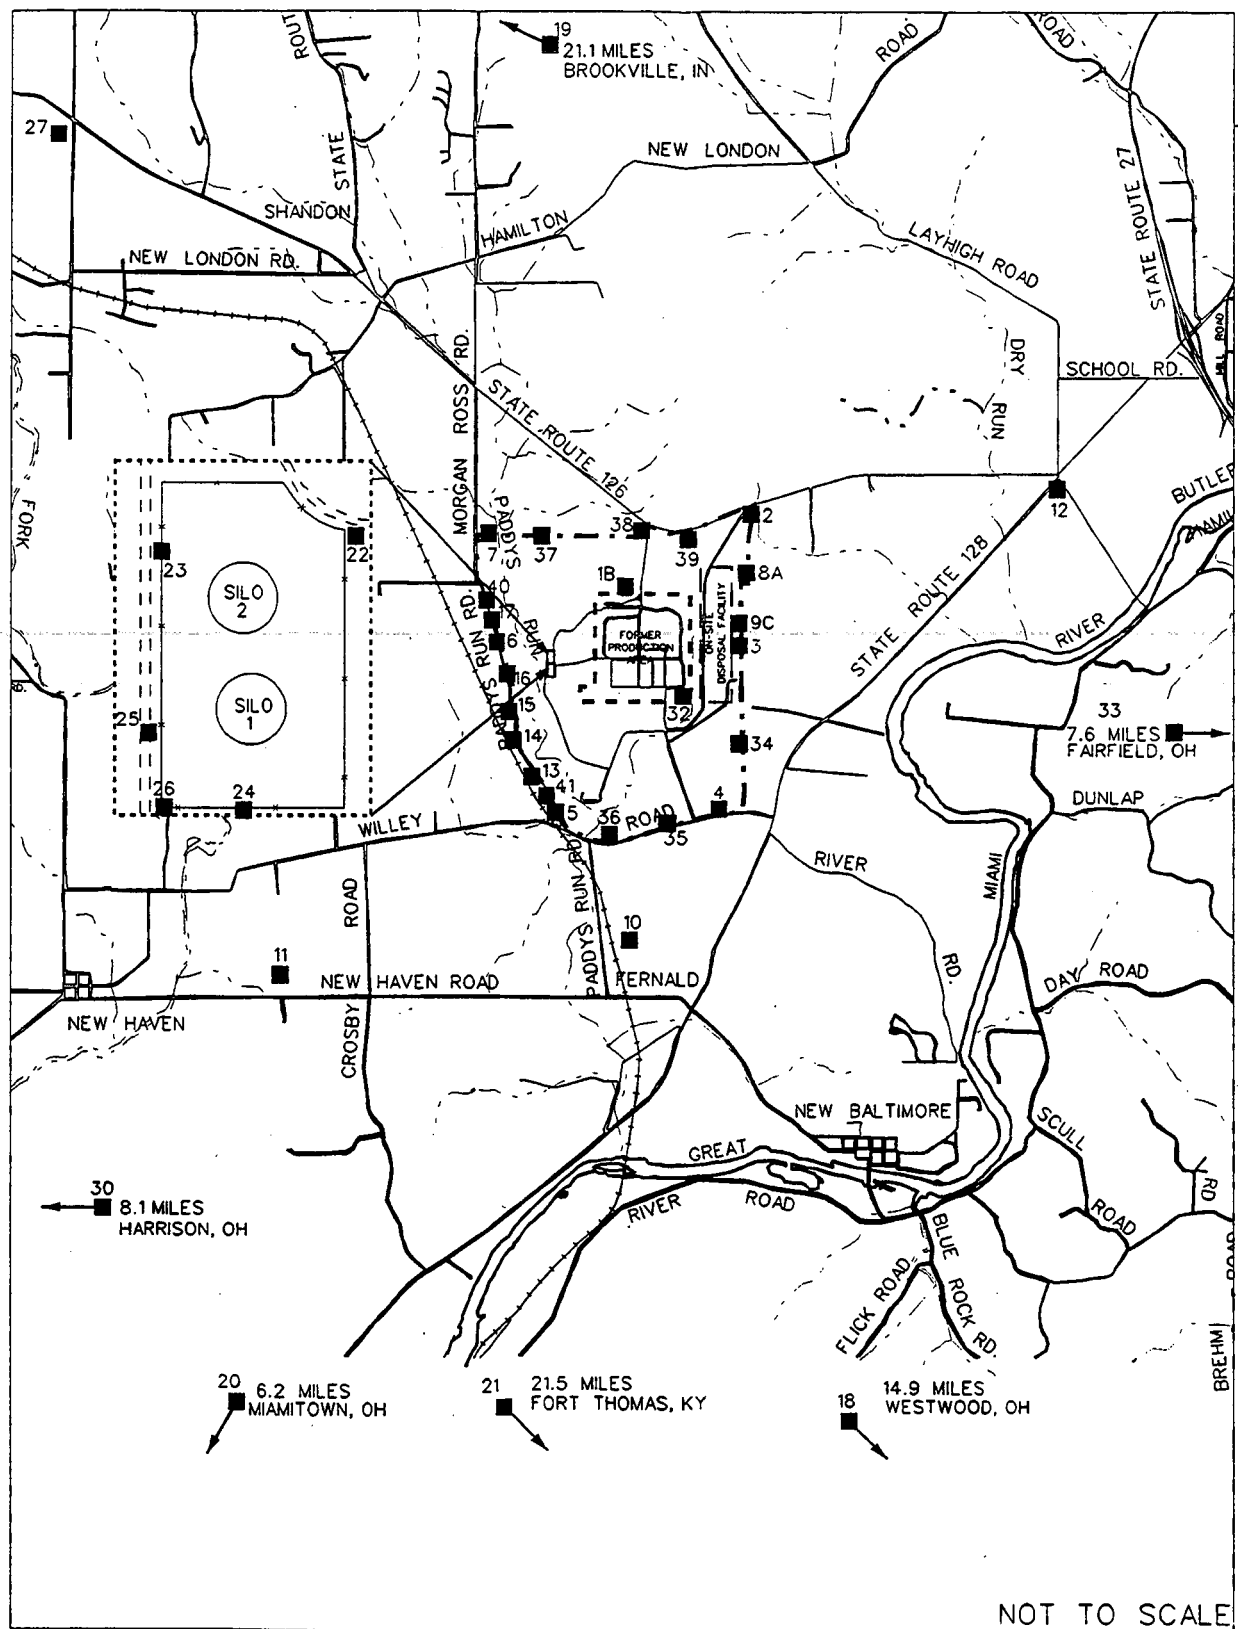 19
21.1 MILES
BROOKVILLE, IN
ROUT
ROAD
ROAD
27
STATE
NEW LONDON
STATE ROUTE 27
SHANDON
HAMILTON
NEW LONDON RD.
LAYHIGH ROAD
MORGAN ROSS RD.
STATE ROUTE 126
DRY RUN
SCHOOL RD.
MILL ROAD
FORK
PADDYS RUN
BUTLER
12
38
2
7
37
39
22
23
SILO
2
1B
8A
STATE ROUTE 128
40
17
6
9C
3
FORMER
PRODUCTION
AREA
ON-SITE
DISPOSAL FACILITY
PADDYS RUN RD.
RIVER
16
SILO
1
25
15
32
33
7.6 MILES
FAIRFIELD, OH
14
34
13
41
DUNLAP
26
24
5
4
WILLEY
ROAD
36
35
RIVER
RD.
MIAMI
PADDYS RUN RD.
ROAD
CROSBY
10
11
NEW HAVEN ROAD
FERNALD
DAY ROAD
NEW HAVEN
NEW BALTIMORE
SCULL
ROAD
GREAT
30
8.1 MILES
HARRISON, OH
RIVER
ROAD
RD
BLUE ROCK RD.
FLICK ROAD
ROAD
BREHM
20
6.2 MILES
MIAMITOWN, OH
21
21.5 MILES
FORT THOMAS, KY
18
14.9 MILES
WESTWOOD, OH
NOT TO SCALE